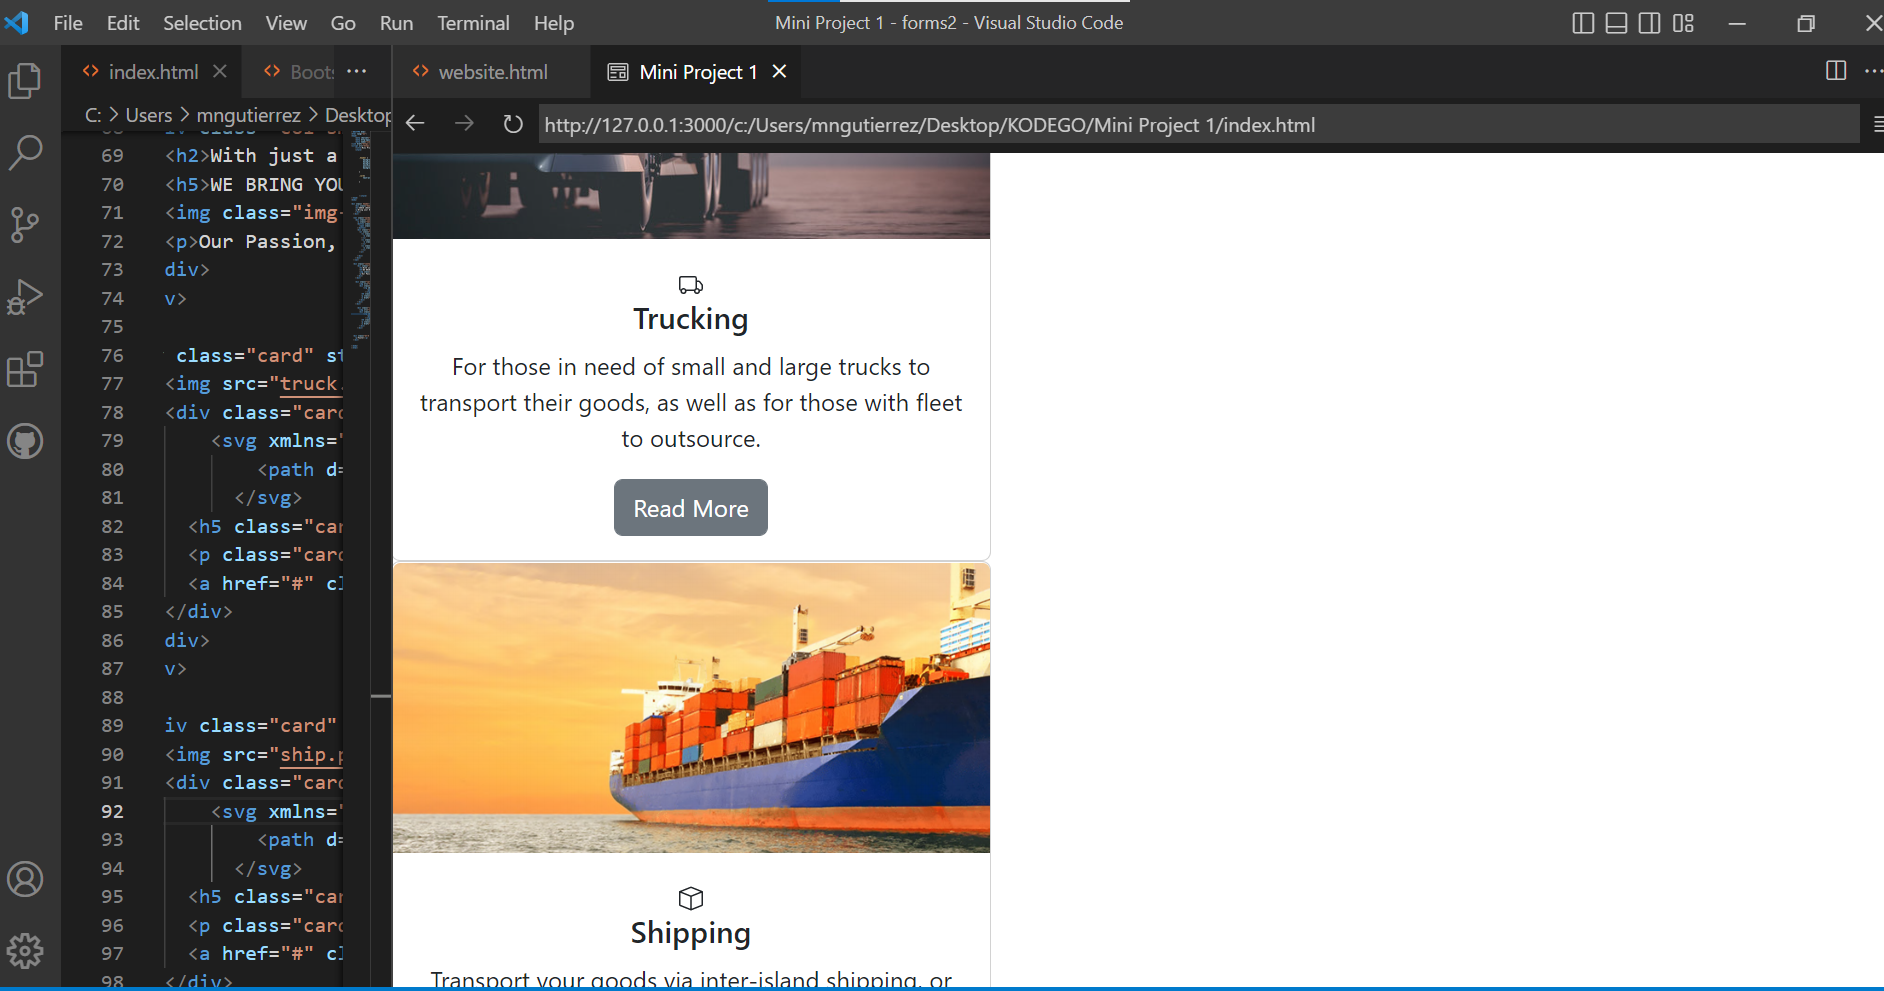 File Edit Selection View Go Run Terminal Help
Mini Project 1 - forms2 - Visual Studio Code
index.html
Boots
website.html
Mini Project 1
C: > Users > mngutierrez > Desktop
http://127.0.0.1:3000/c:/Users/mngutierrez/Desktop/KODEGO/Mini Project 1/index.html
69 <h2>With just a
70 <h5>WE BRING YOU
71 <img class="img-
72 <p>Our Passion,
73 div>
74 v>
75
76 class="card" st
77 <img src="truck.
78 <div class="card
79 <svg xmlns="
80 <path d=
81 </svg>
82 <h5 class="car
83 <p class="card
84 <a href="#" cl
85 </div>
86 div>
87 v>
88
89 iv class="card"
90 <img src="ship.p
91 <div class="card
92 <svg xmlns="
93 <path d=
94 </svg>
95 <h5 class="car
96 <p class="card
97 <a href="#" cl
98 </div>
Trucking
For those in need of small and large trucks to
transport their goods, as well as for those with fleet
to outsource.
Read More
Shipping
Transport your goods via inter-island shipping, or